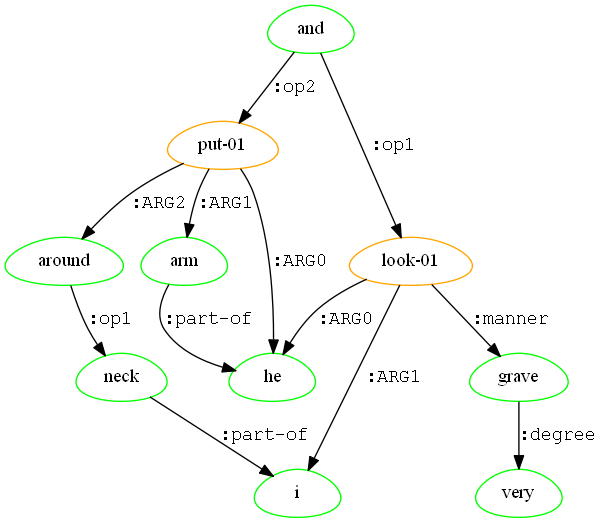 and
:op2
put-01
:op1
:ARG2
:ARG1
around
arm
:ARG0
look-01
:op1
:part-of
:ARG0
:manner
neck
he
:ARG1
grave
:part-of
:degree
i
very